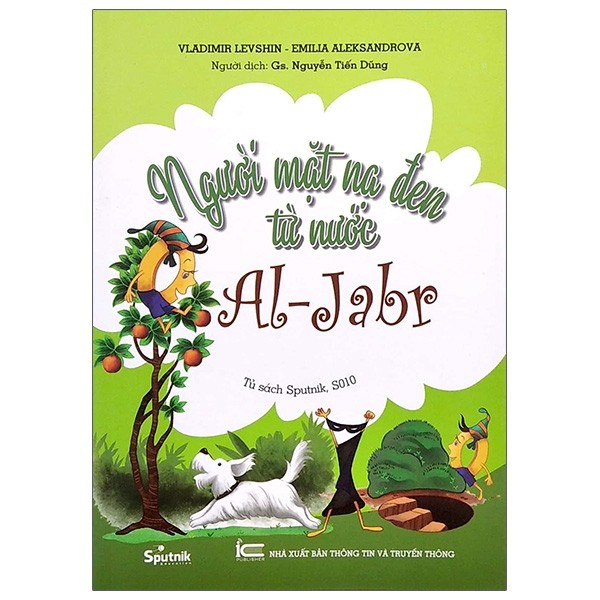 VLADIMIR LEVSHIN - EMILIA ALEKSANDROVA
Người dịch: Gs. Nguyễn Tiến Dũng
Người mặt nạ đen
từ nước
Al-Jabr
Tủ sách Sputnik, S010
Sputnik
Education
iC
PUBLISHER
NHÀ XUẤT BẢN THÔNG TIN VÀ TRUYỀN THÔNG